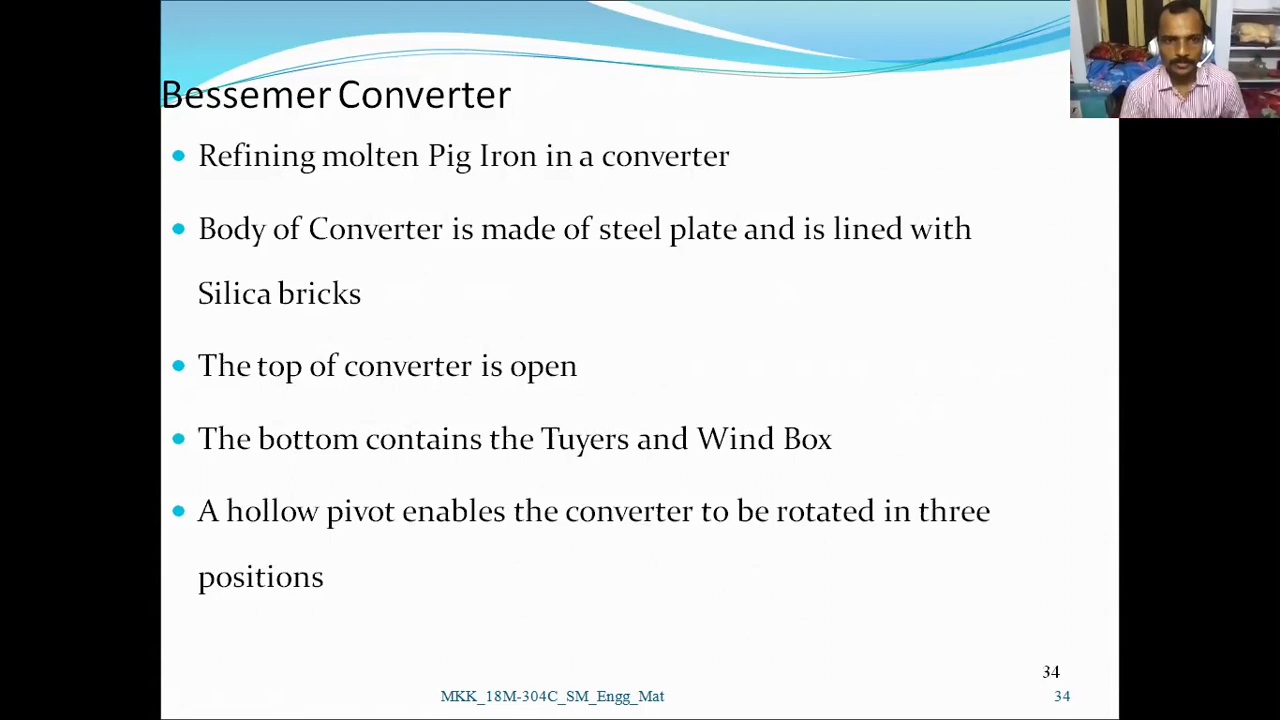 Bessemer Converter
Refining molten Pig Iron in a converter
Body of Converter is made of steel plate and is lined with
Silica bricks
The top of converter is open
The bottom contains the Tuyers and Wind Box
A hollow pivot enables the converter to be rotated in three
positions
34
MKK_18M-304C_SM_Engg_Mat 34